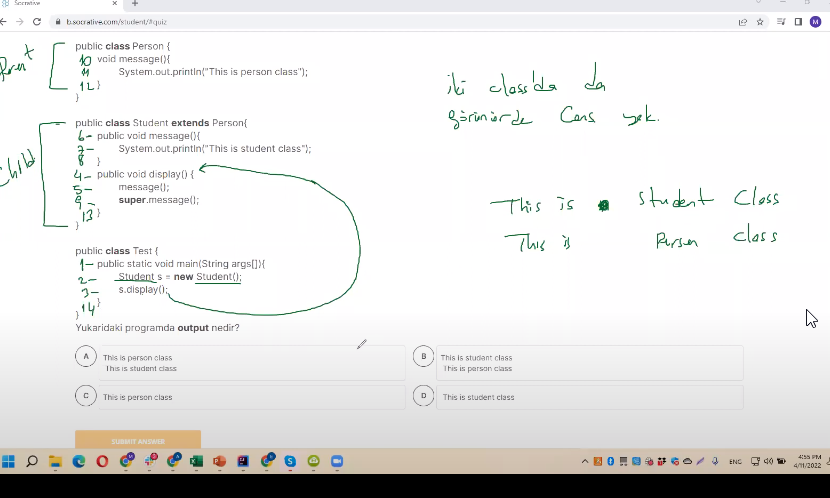 Socrative
b.socrative.com/student/#quiz
public class Person {
10 void message(){
11 System.out.println("This is person class");
12 }
}
public class Student extends Person{
6- public void message(){
7- System.out.println("This is student class");
8 }
4- public void display() {
5- message();
9- super.message();
13 }
}
public class Test {
1- public static void main(String args[]){
2- Student s = new Student();
3- s.display();
14 }
}
Parent
Child
iki classda da
görünürde Cons yok.
This is student Class
This is Person class
Yukaridaki programda output nedir?
A This is person class
This is student class
B This is student class
This is person class
C This is person class
D This is student class
SUBMIT ANSWER
ENG
4:55 PM
4/11/2022